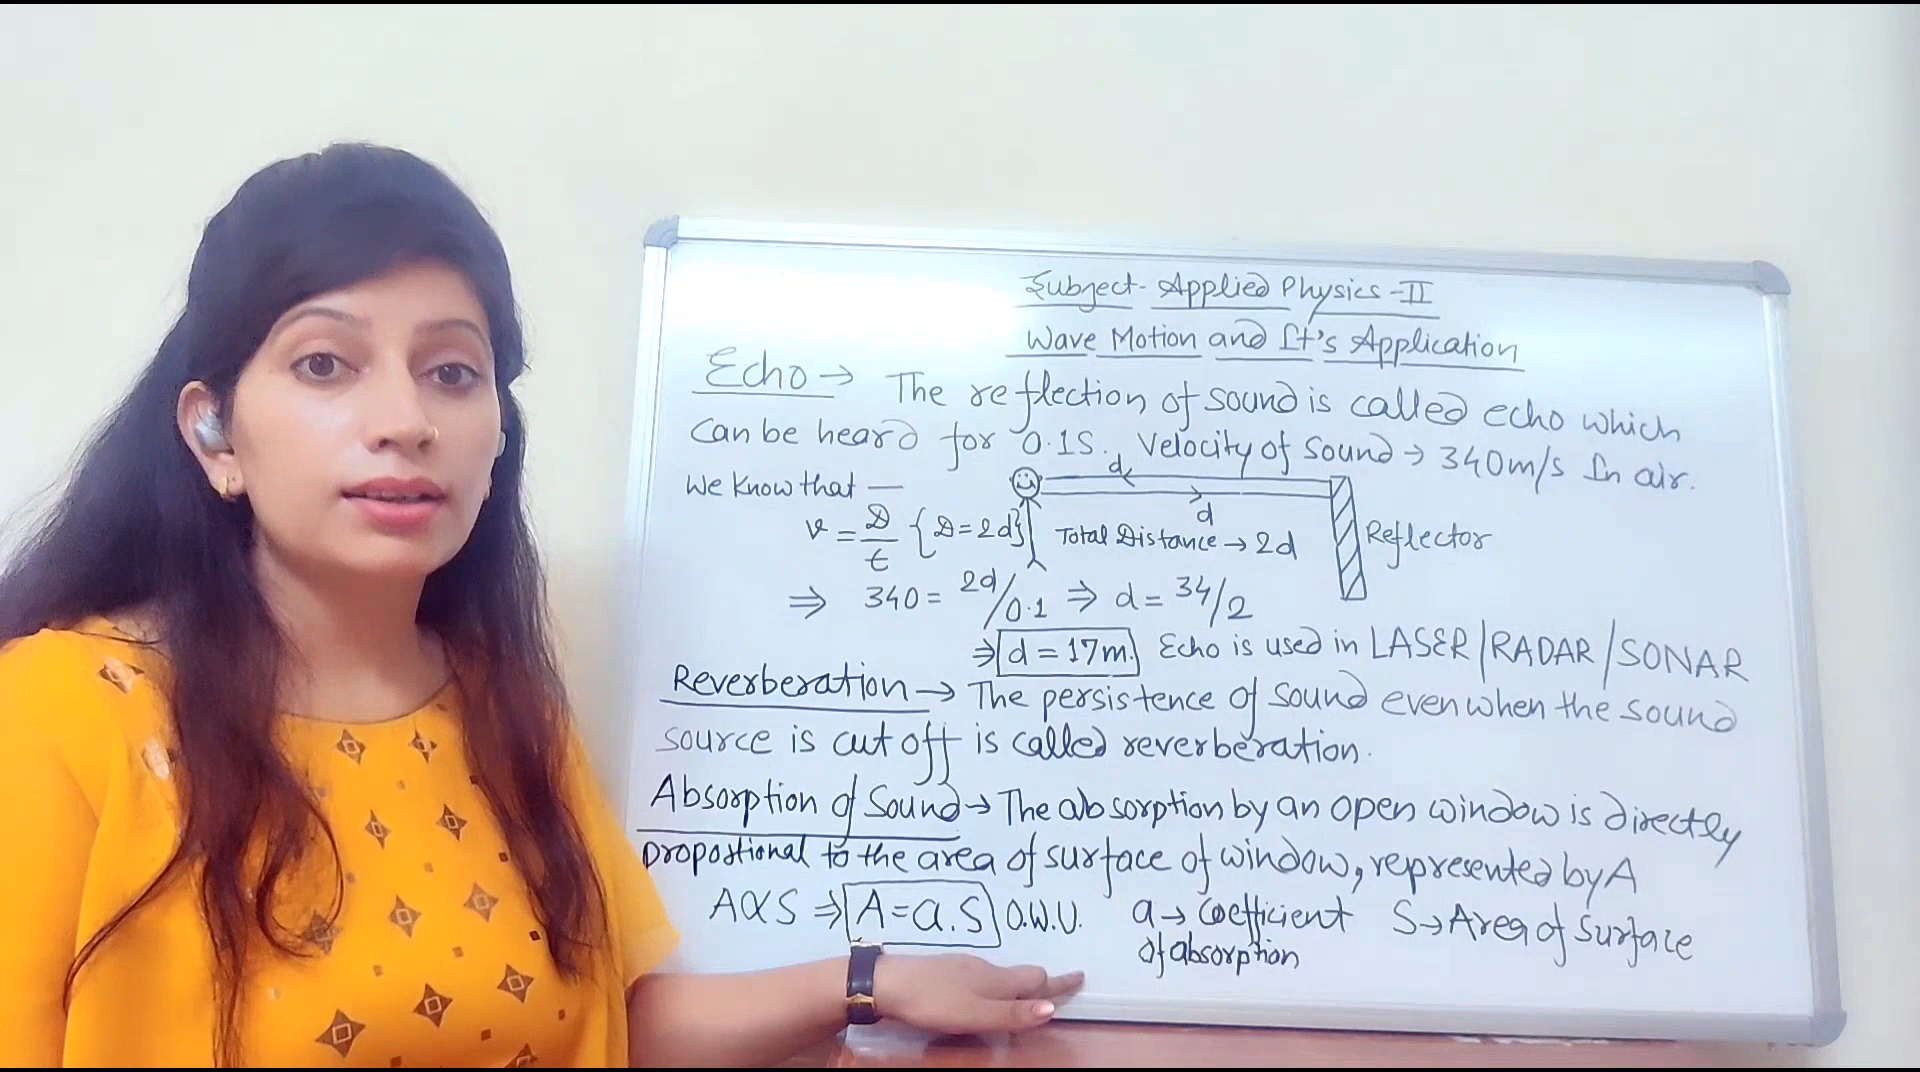 Subject- Applied Physics -II
Wave Motion and It's Application
Echo → The reflection of sound is called echo which
can be heard for 0.1S. Velocity of Sound → 340m/s In air.
We Know that —
d
d
v = D/t {D=2d} Total Distance → 2d Reflector
⇒ 340 = 2d/0.1 ⇒ d = 34/2
⇒ d = 17m. Echo is used in LASER/RADAR/SONAR
Reverberation → The persistence of sound even when the sound
source is cut off is called reverberation.
Absorption of Sound → The absorption by an open window is directly
proportional to the area of surface of window, represented by A
A∝S ⇒ A = a.S O.W.U. a → Coefficient S → Area of Surface
of absorption